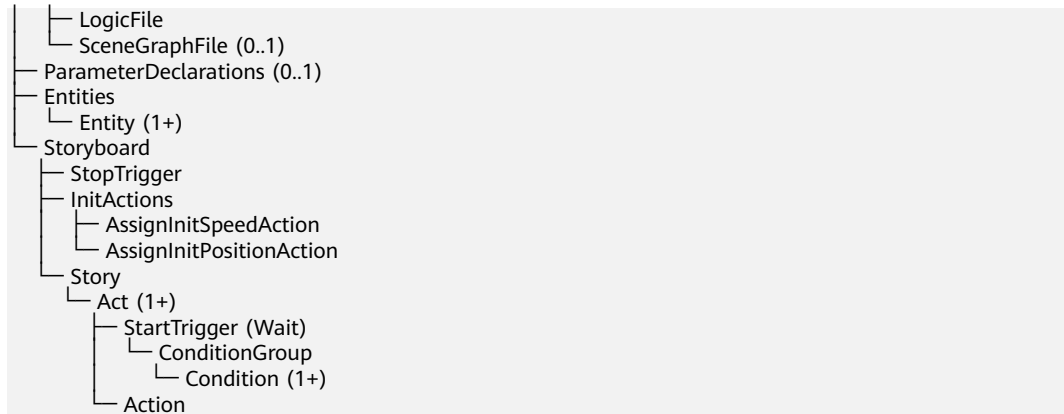 LogicFile
SceneGraphFile (0..1)
ParameterDeclarations (0..1)
Entities
Entity (1+)
Storyboard
StopTrigger
InitActions
AssignInitSpeedAction
AssignInitPositionAction
Story
Act (1+)
StartTrigger (Wait)
ConditionGroup
Condition (1+)
Action